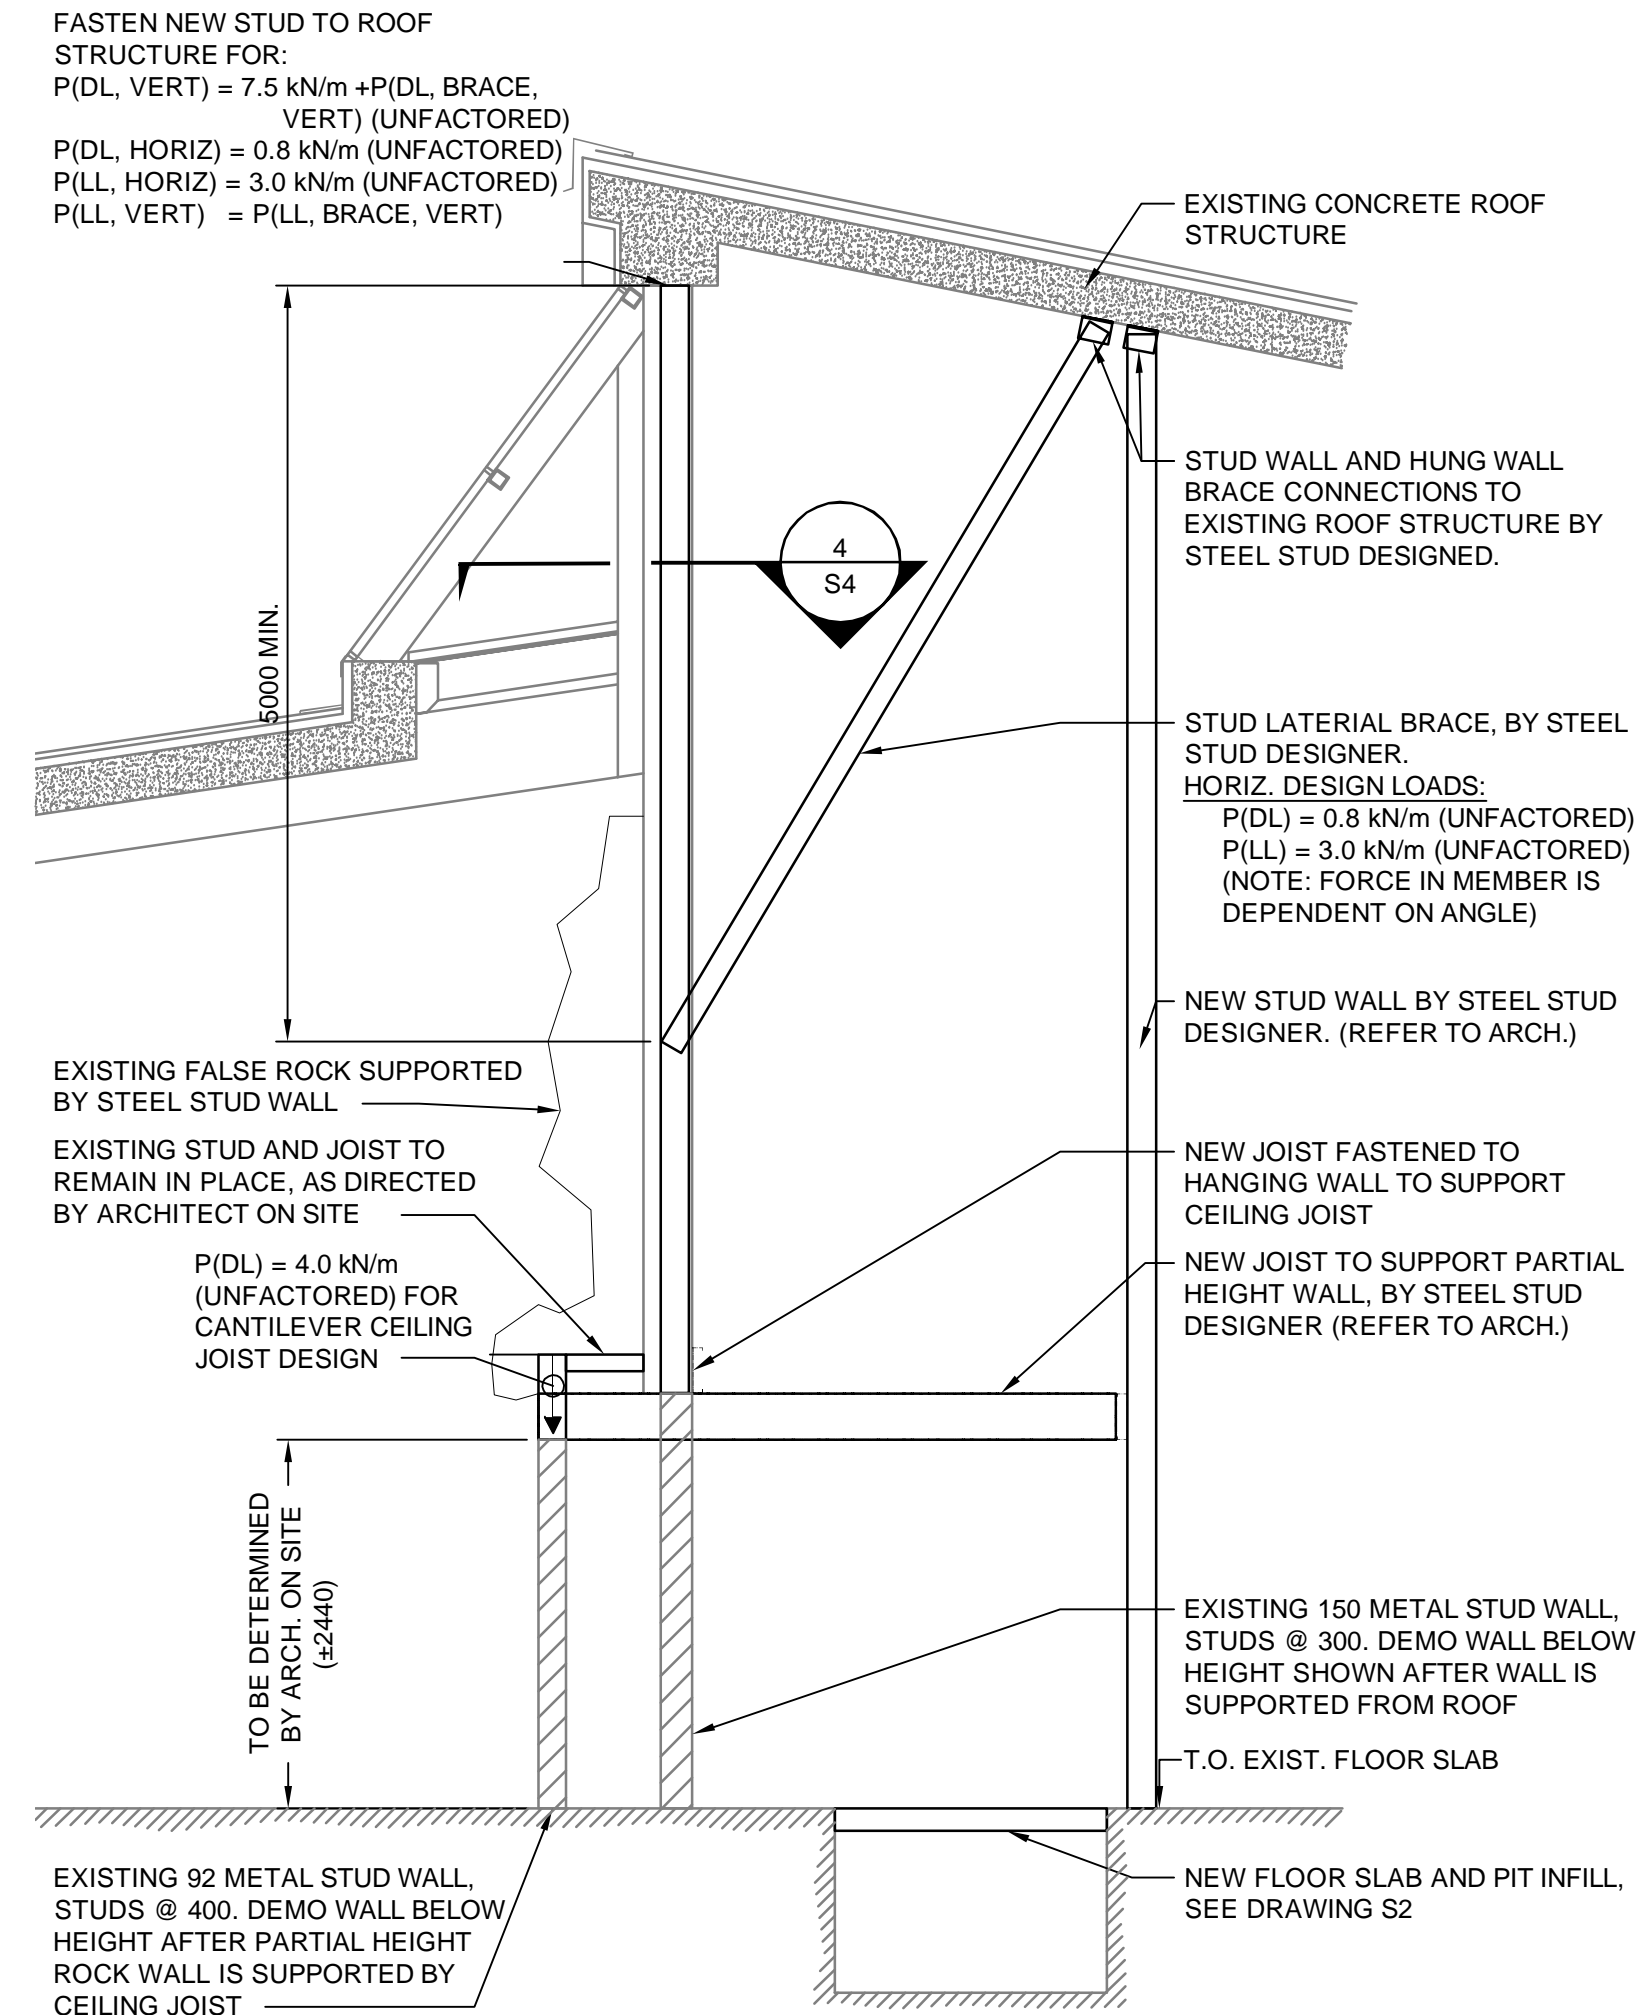 FASTEN NEW STUD TO ROOF
STRUCTURE FOR:
P(DL, VERT) = 7.5 kN/m +P(DL, BRACE,
VERT) (UNFACTORED)
P(DL, HORIZ) = 0.8 kN/m (UNFACTORED)
P(LL, HORIZ) = 3.0 kN/m (UNFACTORED)
P(LL, VERT) = P(LL, BRACE, VERT)
EXISTING CONCRETE ROOF
STRUCTURE
STUD WALL AND HUNG WALL
BRACE CONNECTIONS TO
EXISTING ROOF STRUCTURE BY
STEEL STUD DESIGNED.
4
S4
5000 MIN.
STUD LATERIAL BRACE, BY STEEL
STUD DESIGNER.
HORIZ. DESIGN LOADS:
P(DL) = 0.8 kN/m (UNFACTORED)
P(LL) = 3.0 kN/m (UNFACTORED)
(NOTE: FORCE IN MEMBER IS
DEPENDENT ON ANGLE)
NEW STUD WALL BY STEEL STUD
DESIGNER. (REFER TO ARCH.)
EXISTING FALSE ROCK SUPPORTED
BY STEEL STUD WALL
EXISTING STUD AND JOIST TO
REMAIN IN PLACE, AS DIRECTED
BY ARCHITECT ON SITE
P(DL) = 4.0 kN/m
(UNFACTORED) FOR
CANTILEVER CEILING
JOIST DESIGN
NEW JOIST FASTENED TO
HANGING WALL TO SUPPORT
CEILING JOIST
NEW JOIST TO SUPPORT PARTIAL
HEIGHT WALL, BY STEEL STUD
DESIGNER (REFER TO ARCH.)
TO BE DETERMINED
BY ARCH. ON SITE
(±2440)
EXISTING 150 METAL STUD WALL,
STUDS @ 300. DEMO WALL BELOW
HEIGHT SHOWN AFTER WALL IS
SUPPORTED FROM ROOF
T.O. EXIST. FLOOR SLAB
EXISTING 92 METAL STUD WALL,
STUDS @ 400. DEMO WALL BELOW
HEIGHT AFTER PARTIAL HEIGHT
ROCK WALL IS SUPPORTED BY
CEILING JOIST
NEW FLOOR SLAB AND PIT INFILL,
SEE DRAWING S2